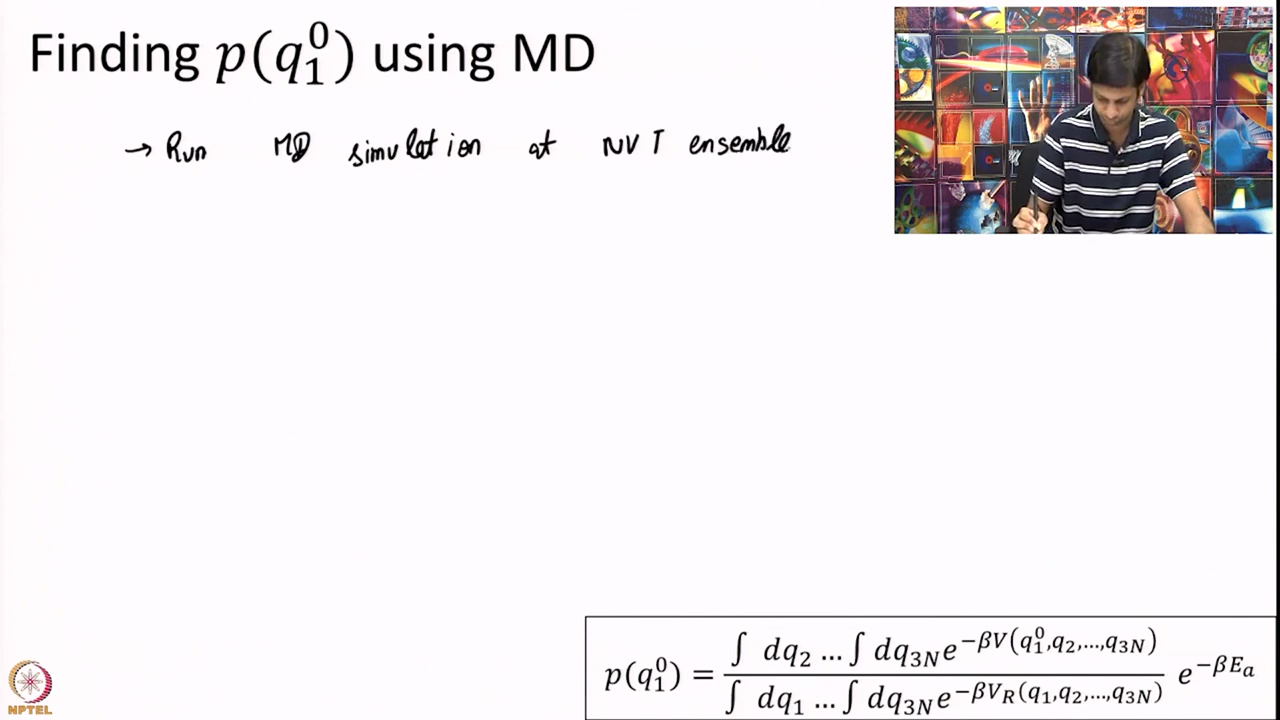 Finding p(q₁⁰) using MD
→ Run MD simulation at NVT ensemble
p(q₁⁰) = ∫ dq₂ … ∫ dq₃N e^−βV(q₁⁰,q₂,…,q₃N) / ∫ dq₁ … ∫ dq₃N e^−βV_R(q₁,q₂,…,q₃N) e^−βE_a
NPTEL